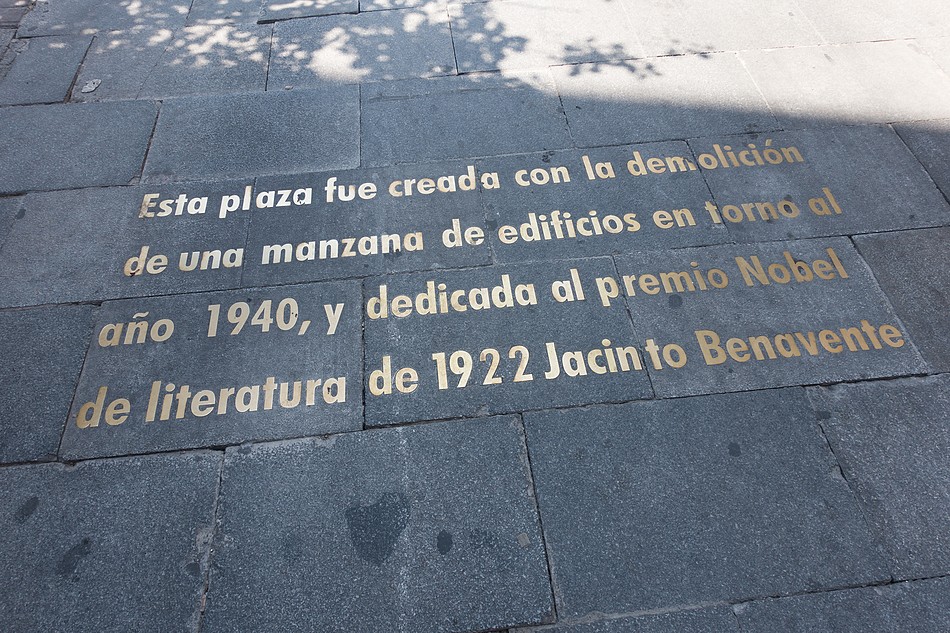 Esta plaza fue creada con la demolición
de una manzana de edificios en torno al
año 1940, y dedicada al premio Nobel
de literatura de 1922 Jacinto Benavente